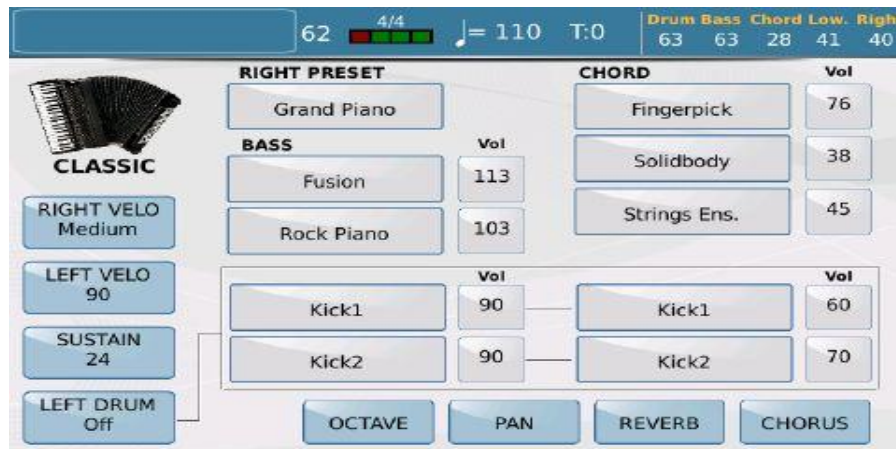 62 4/4 = 110 T:0 Drum Bass Chord Low. Righ
63 63 28 41 40
RIGHT PRESET
Grand Piano
BASS Vol
Fusion 113
Rock Piano 103
CHORD Vol
Fingerpick 76
Solidbody 38
Strings Ens. 45
CLASSIC
RIGHT VELO
Medium
LEFT VELO
90
SUSTAIN
24
LEFT DRUM
Off
Vol Vol
Kick1 90 Kick1 60
Kick2 90 Kick2 70
OCTAVE PAN REVERB CHORUS